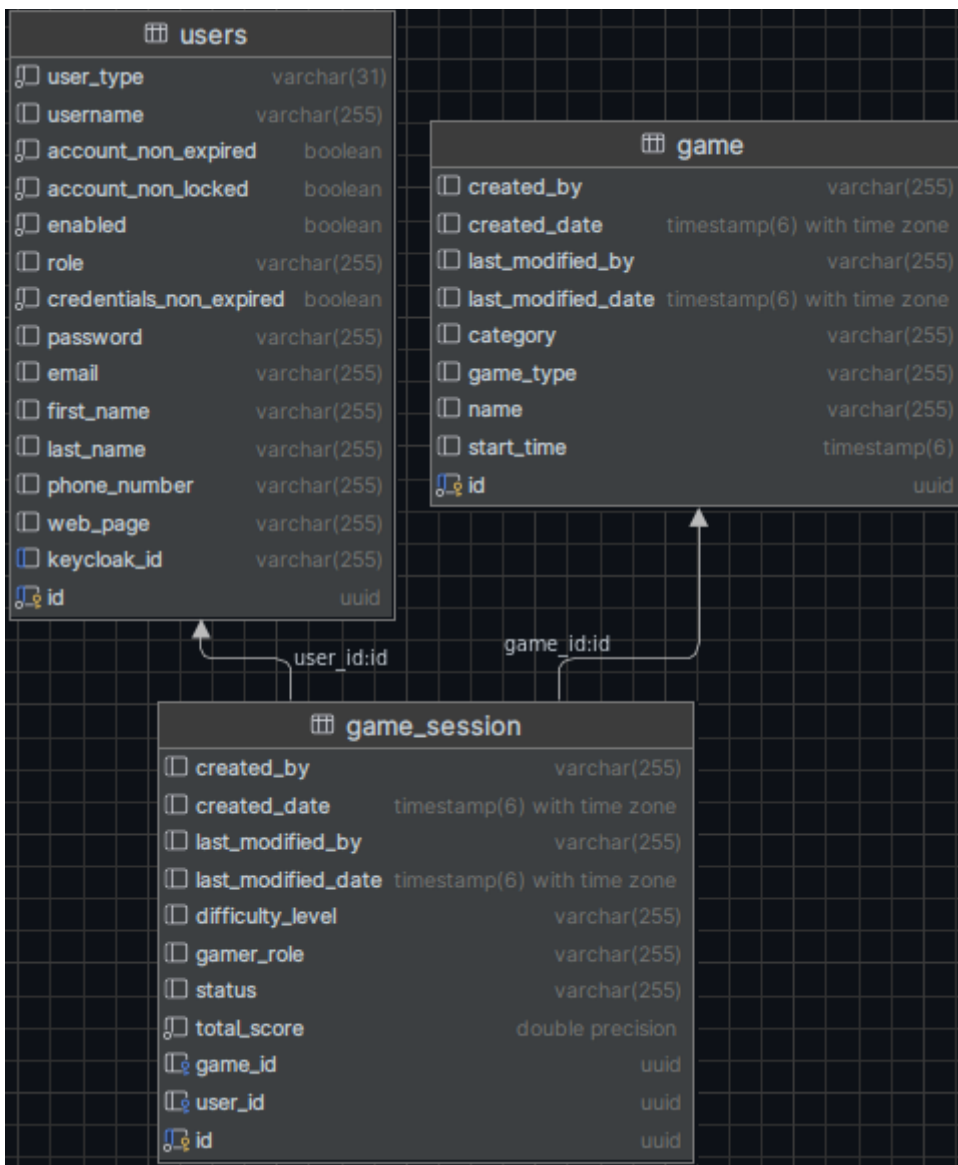 users
user_type varchar(31)
username varchar(255)
account_non_expired boolean
account_non_locked boolean
enabled boolean
role varchar(255)
credentials_non_expired boolean
password varchar(255)
email varchar(255)
first_name varchar(255)
last_name varchar(255)
phone_number varchar(255)
web_page varchar(255)
keycloak_id varchar(255)
id uuid
game
created_by varchar(255)
created_date timestamp(6) with time zone
last_modified_by varchar(255)
last_modified_date timestamp(6) with time zone
category varchar(255)
game_type varchar(255)
name varchar(255)
start_time timestamp(6)
id uuid
user_id:id
game_id:id
game_session
created_by varchar(255)
created_date timestamp(6) with time zone
last_modified_by varchar(255)
last_modified_date timestamp(6) with time zone
difficulty_level varchar(255)
gamer_role varchar(255)
status varchar(255)
total_score double precision
game_id uuid
user_id uuid
id uuid